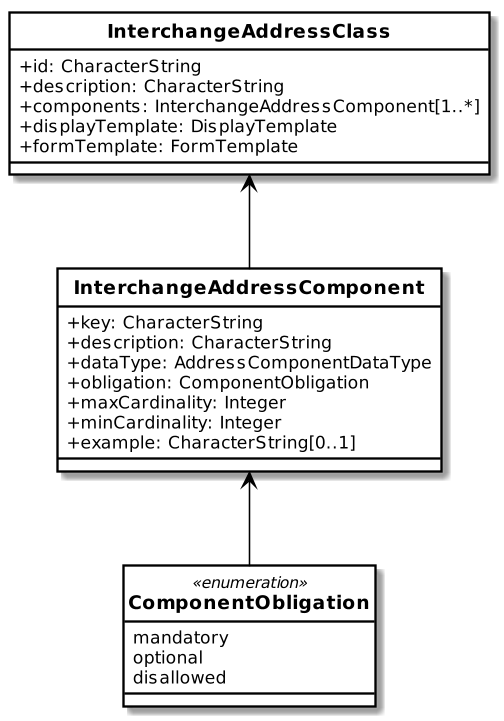 InterchangeAddressClass
+id: CharacterString
+description: CharacterString
+components: InterchangeAddressComponent[1..*]
+displayTemplate: DisplayTemplate
+formTemplate: FormTemplate
InterchangeAddressComponent
+key: CharacterString
+description: CharacterString
+dataType: AddressComponentDataType
+obligation: ComponentObligation
+maxCardinality: Integer
+minCardinality: Integer
+example: CharacterString[0..1]
«enumeration»
ComponentObligation
mandatory
optional
disallowed